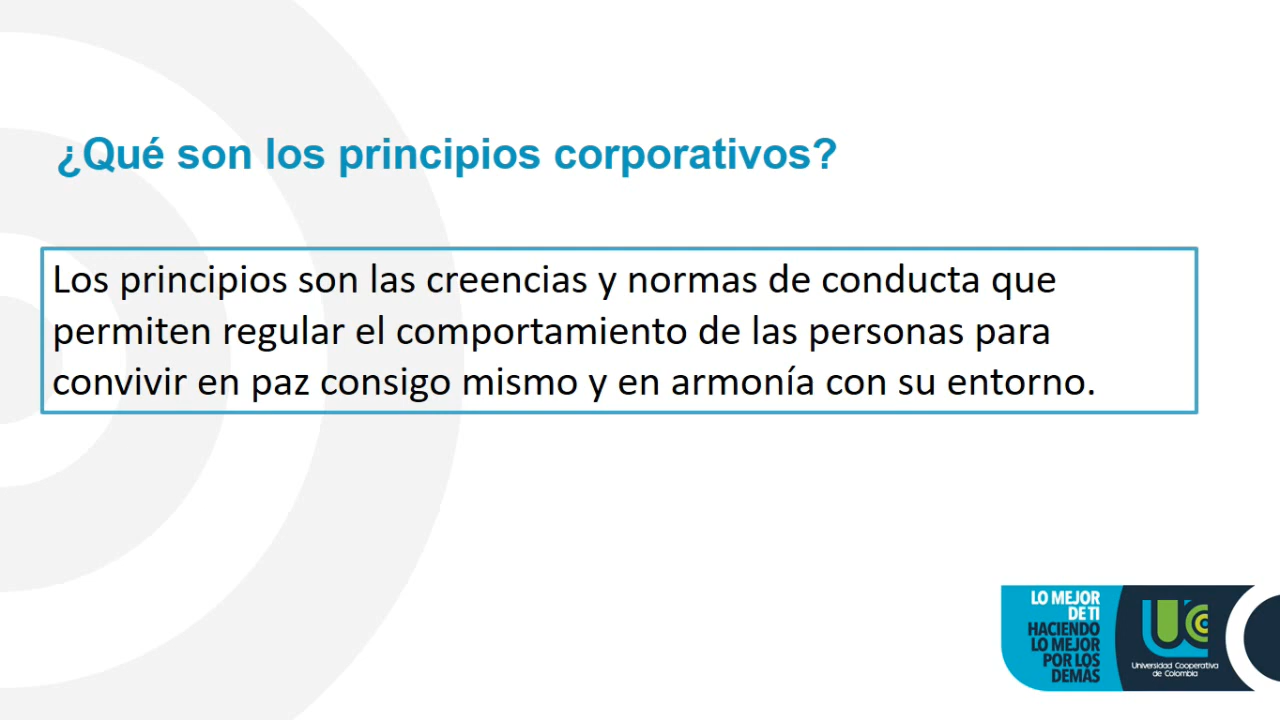 ¿Qué son los principios corporativos?
Los principios son las creencias y normas de conducta que
permiten regular el comportamiento de las personas para
convivir en paz consigo mismo y en armonía con su entorno.
LO MEJOR
DE TI
HACIENDO
LO MEJOR
POR LOS
DEMÁS
UCC
Universidad Cooperativa
de Colombia